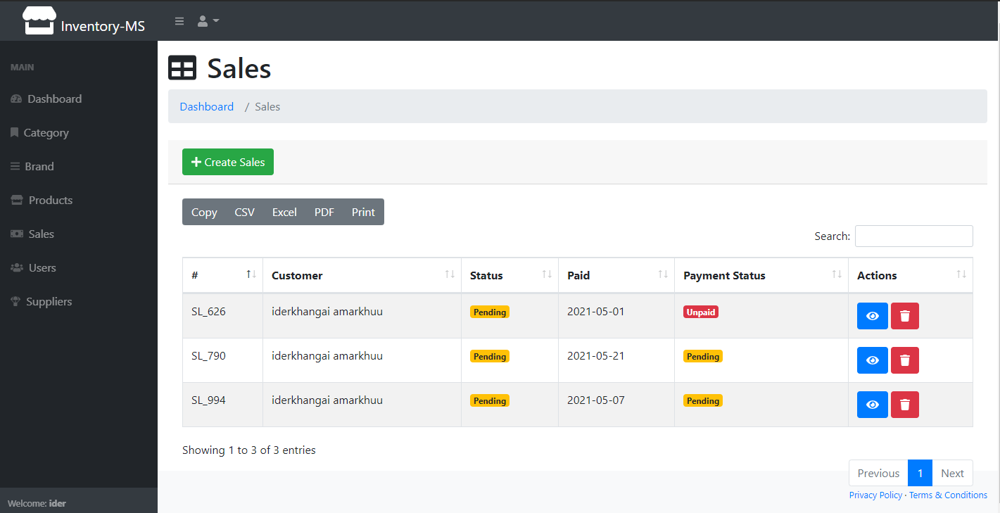 Inventory-MS
MAIN
Dashboard
Category
Brand
Products
Sales
Users
Suppliers
Welcome: ider
Sales
Dashboard / Sales
Create Sales
Copy CSV Excel PDF Print
Search:
# Customer Status Paid Payment Status Actions
SL_626 iderkhangai amarkhuu Pending 2021-05-01 Unpaid
SL_790 iderkhangai amarkhuu Pending 2021-05-21 Pending
SL_994 iderkhangai amarkhuu Pending 2021-05-07 Pending
Showing 1 to 3 of 3 entries
Previous 1 Next
Privacy Policy · Terms & Conditions